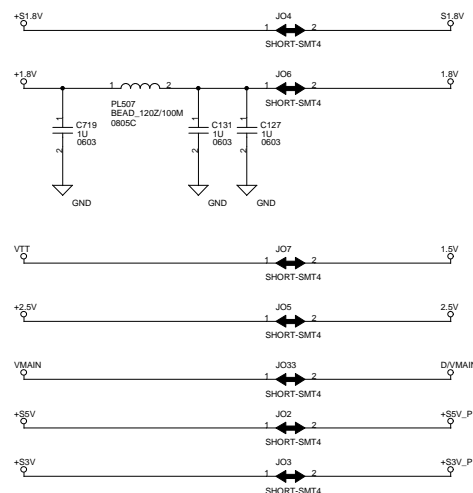 +S1.8V JO4 S1.8V
1 2
SHORT-SMT4
+1.8V 1 2 JO6 1.8V
1 2
PL507 SHORT-SMT4
BEAD_120Z/100M
0805C
1 C719 1 C131 1 C127
1U 1U 1U
2 0603 2 0603 2 0603
GND GND GND
VTT JO7 1.5V
1 2
SHORT-SMT4
+2.5V JO5 2.5V
1 2
SHORT-SMT4
VMAIN JO33 D/VMAIN
1 2
SHORT-SMT4
+S5V JO2 +S5V_P
1 2
SHORT-SMT4
+S3V JO3 +S3V_P
1 2
SHORT-SMT4